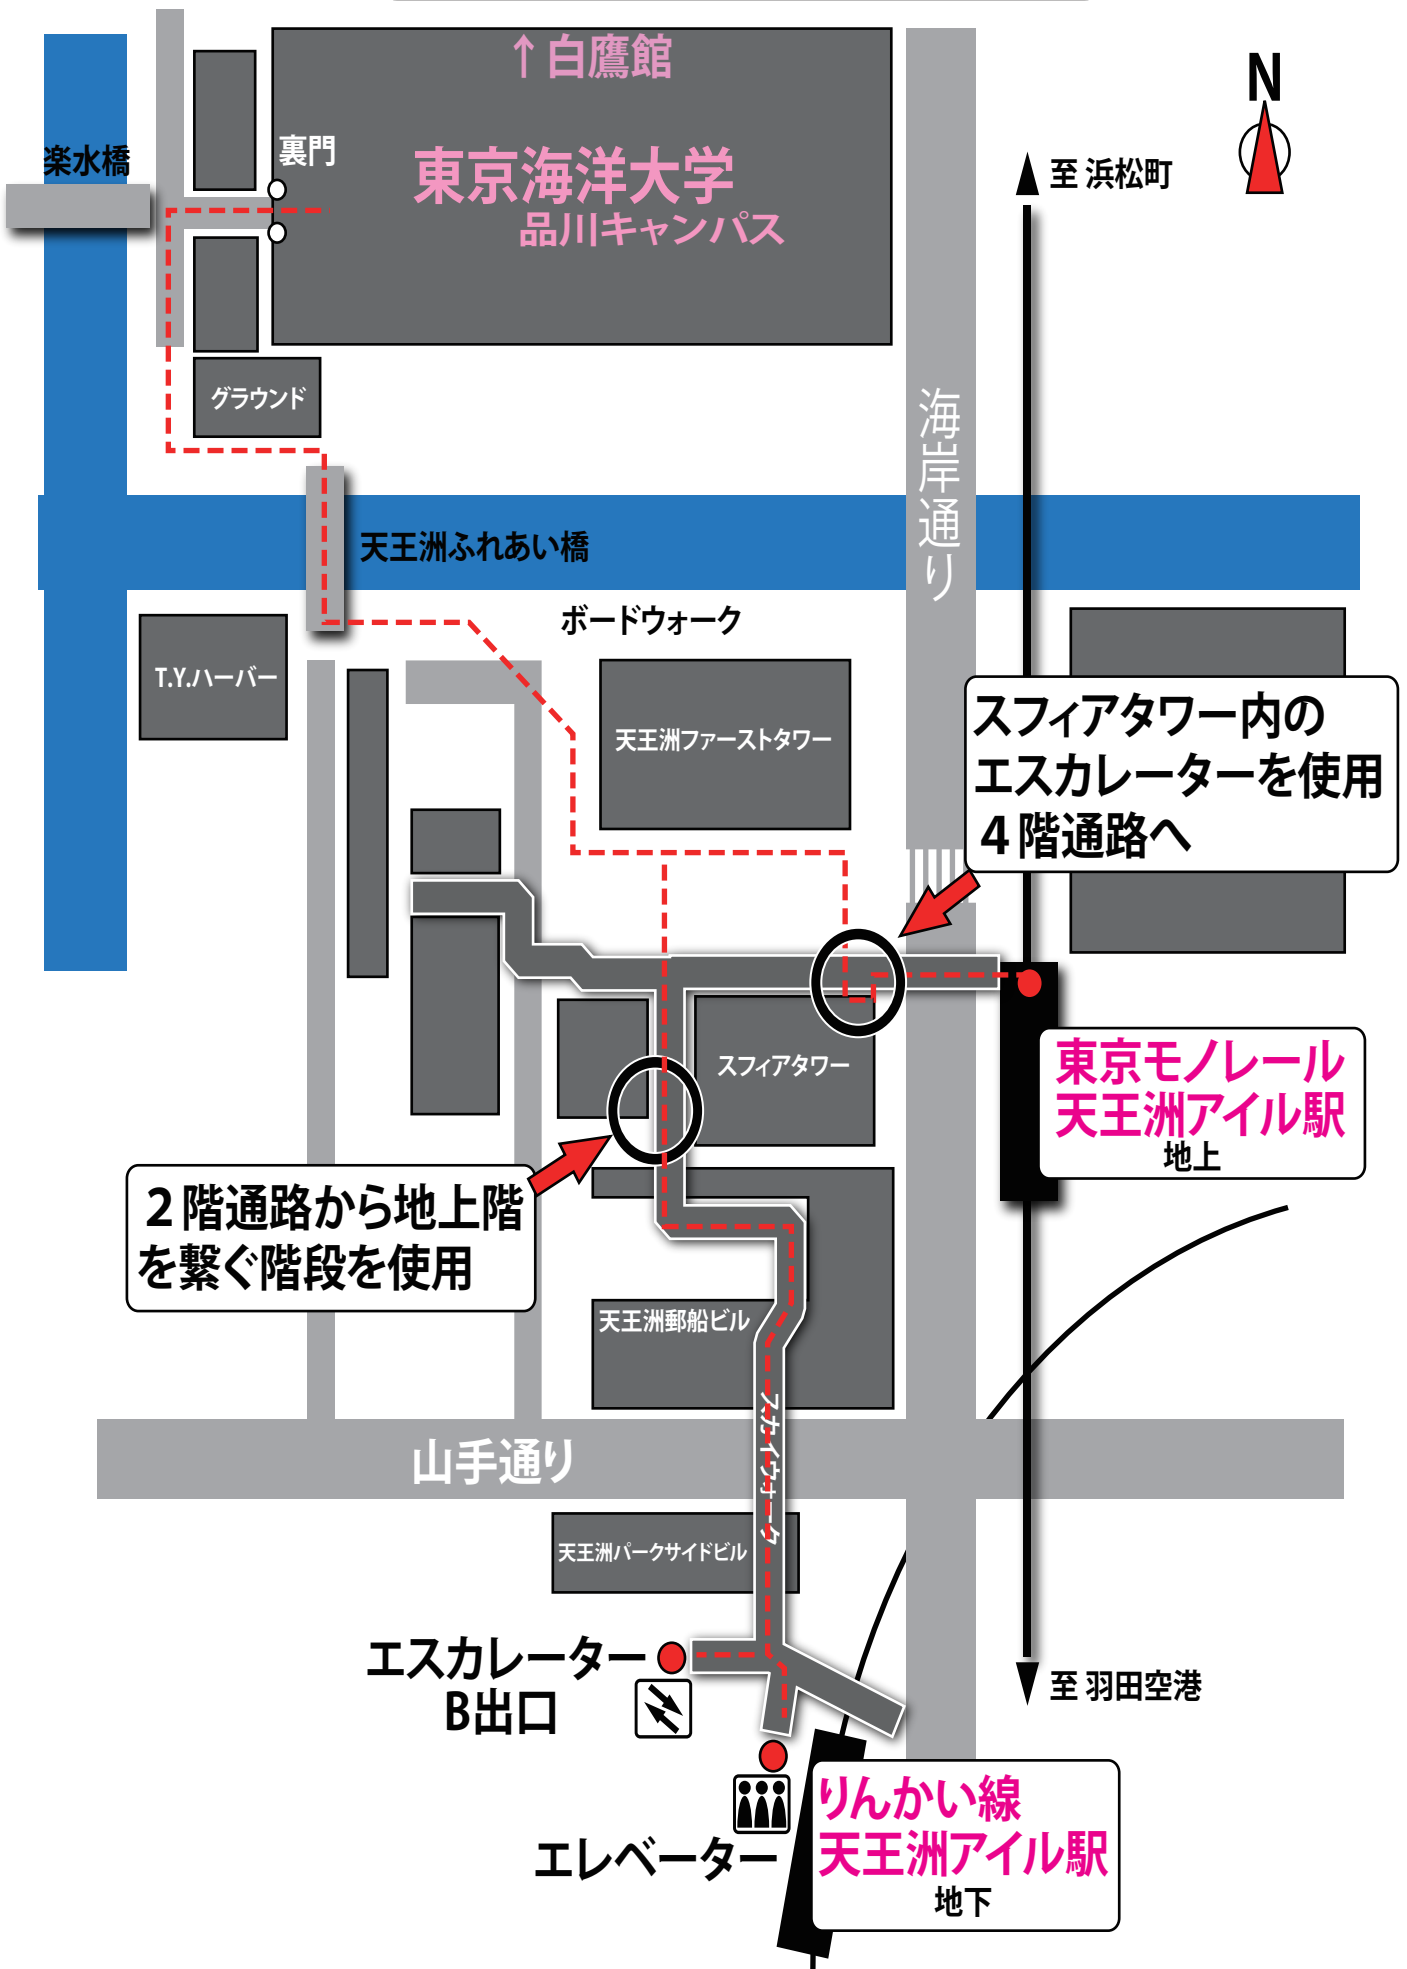 ↑白鷹館
N
裏門
楽水橋
東京海洋大学
至 浜松町
品川キャンパス
グラウンド
海岸通り
天王洲ふれあい橋
ボードウォーク
T.Y.ハーバー
天王洲ファーストタワー
スフィアタワー内の
エスカレーターを使用
４階通路へ
スフィアタワー
東京モノレール
天王洲アイル駅
地上
２階通路から地上階
を繋ぐ階段を使用
天王洲郵船ビル
スカイウォーク
山手通り
天王洲パークサイドビル
エスカレーター
B出口
至 羽田空港
りんかい線
天王洲アイル駅
地下
エレベーター